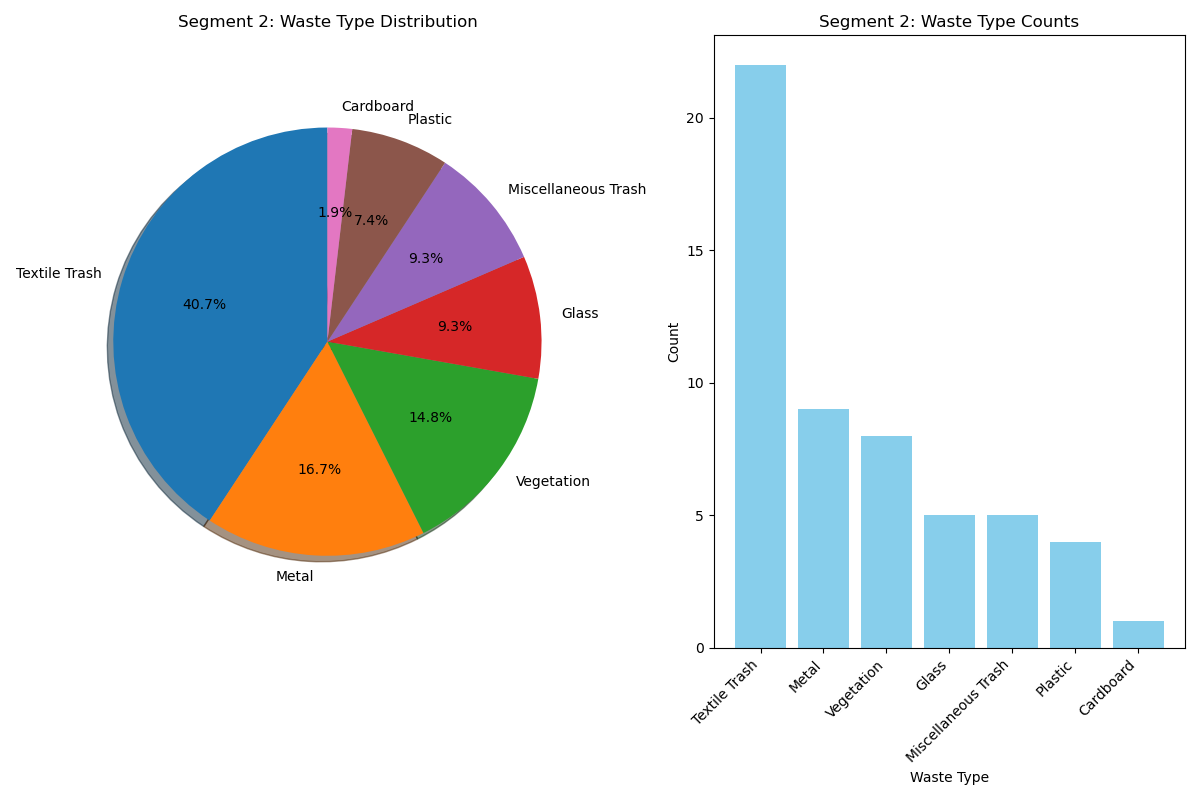 Segment 2: Waste Type Distribution
Cardboard
Plastic
Miscellaneous Trash
1.9%
7.4%
9.3%
Textile Trash
40.7%
9.3%
Glass
14.8%
16.7%
Vegetation
Metal
Segment 2: Waste Type Counts
Count
20
15
10
5
0
Textile Trash
Metal
Vegetation
Glass
Miscellaneous Trash
Plastic
Cardboard
Waste Type